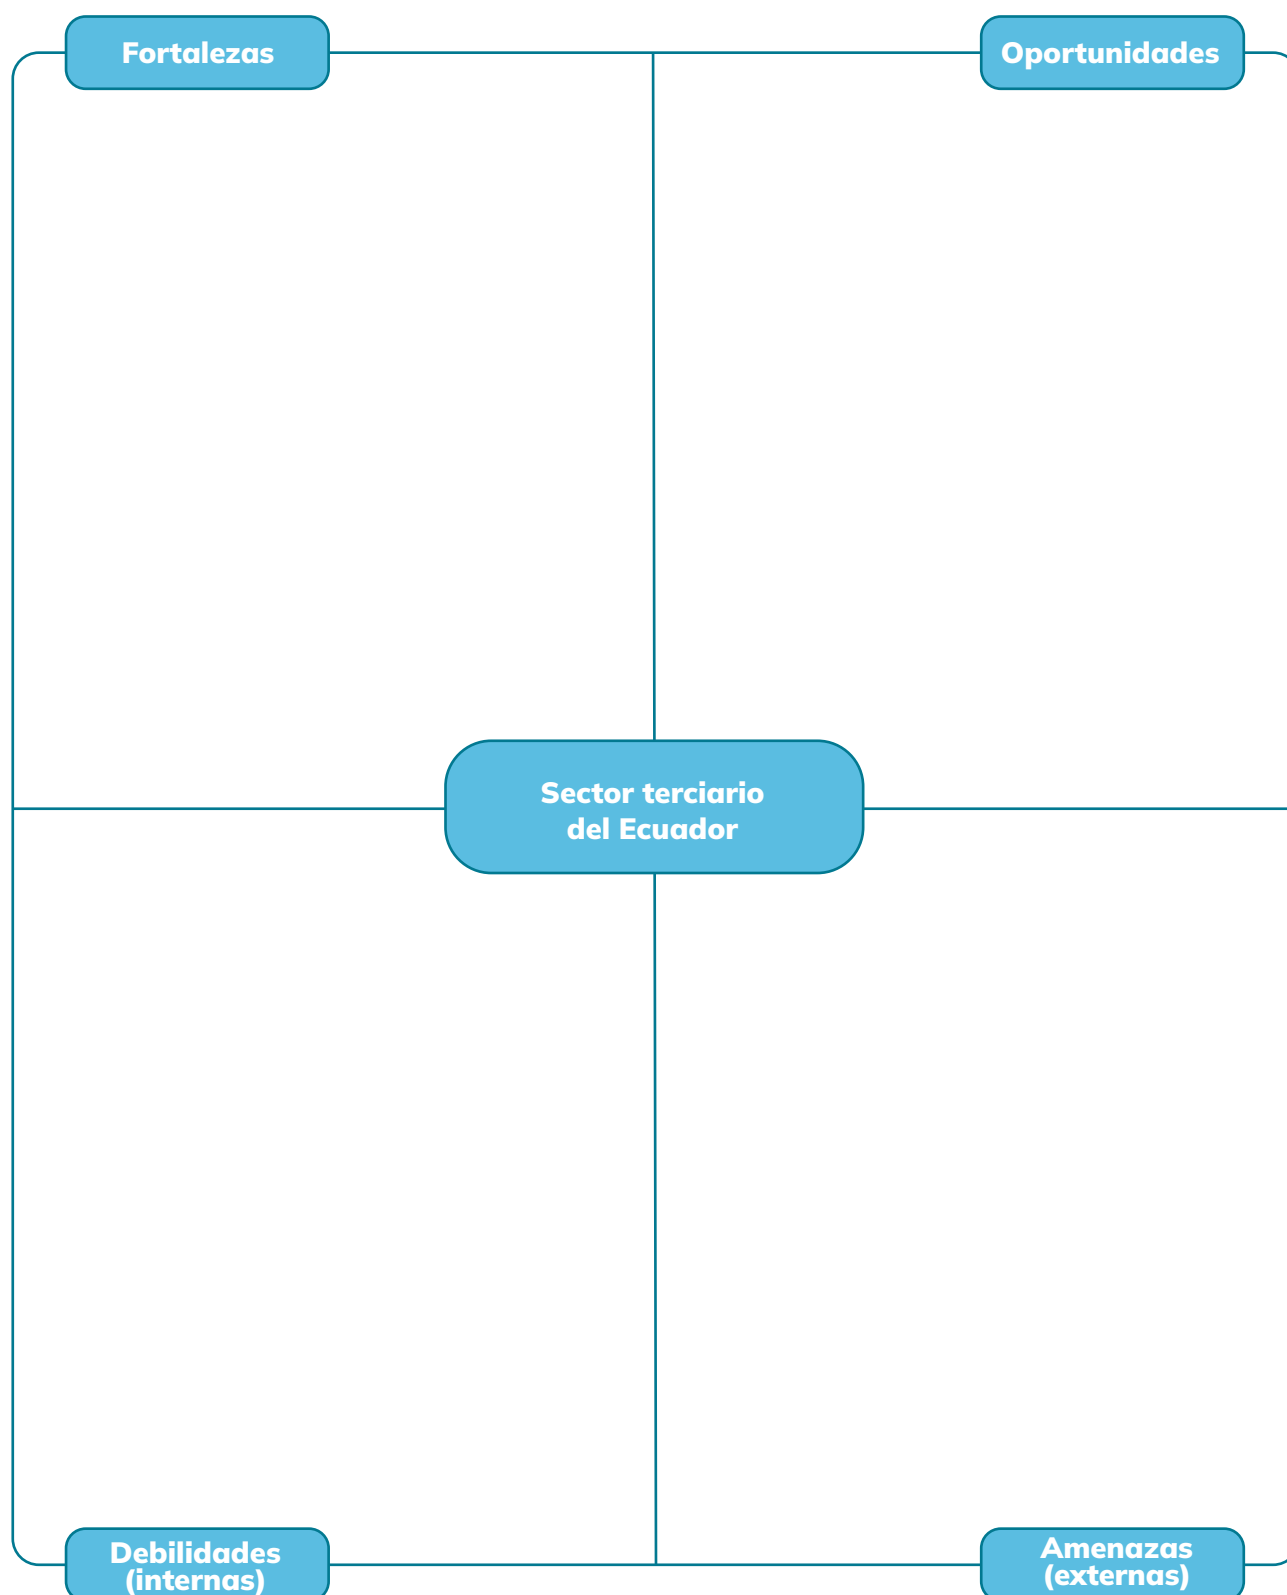 Fortalezas
Oportunidades
Sector terciario
del Ecuador
Debilidades
(internas)
Amenazas
(externas)